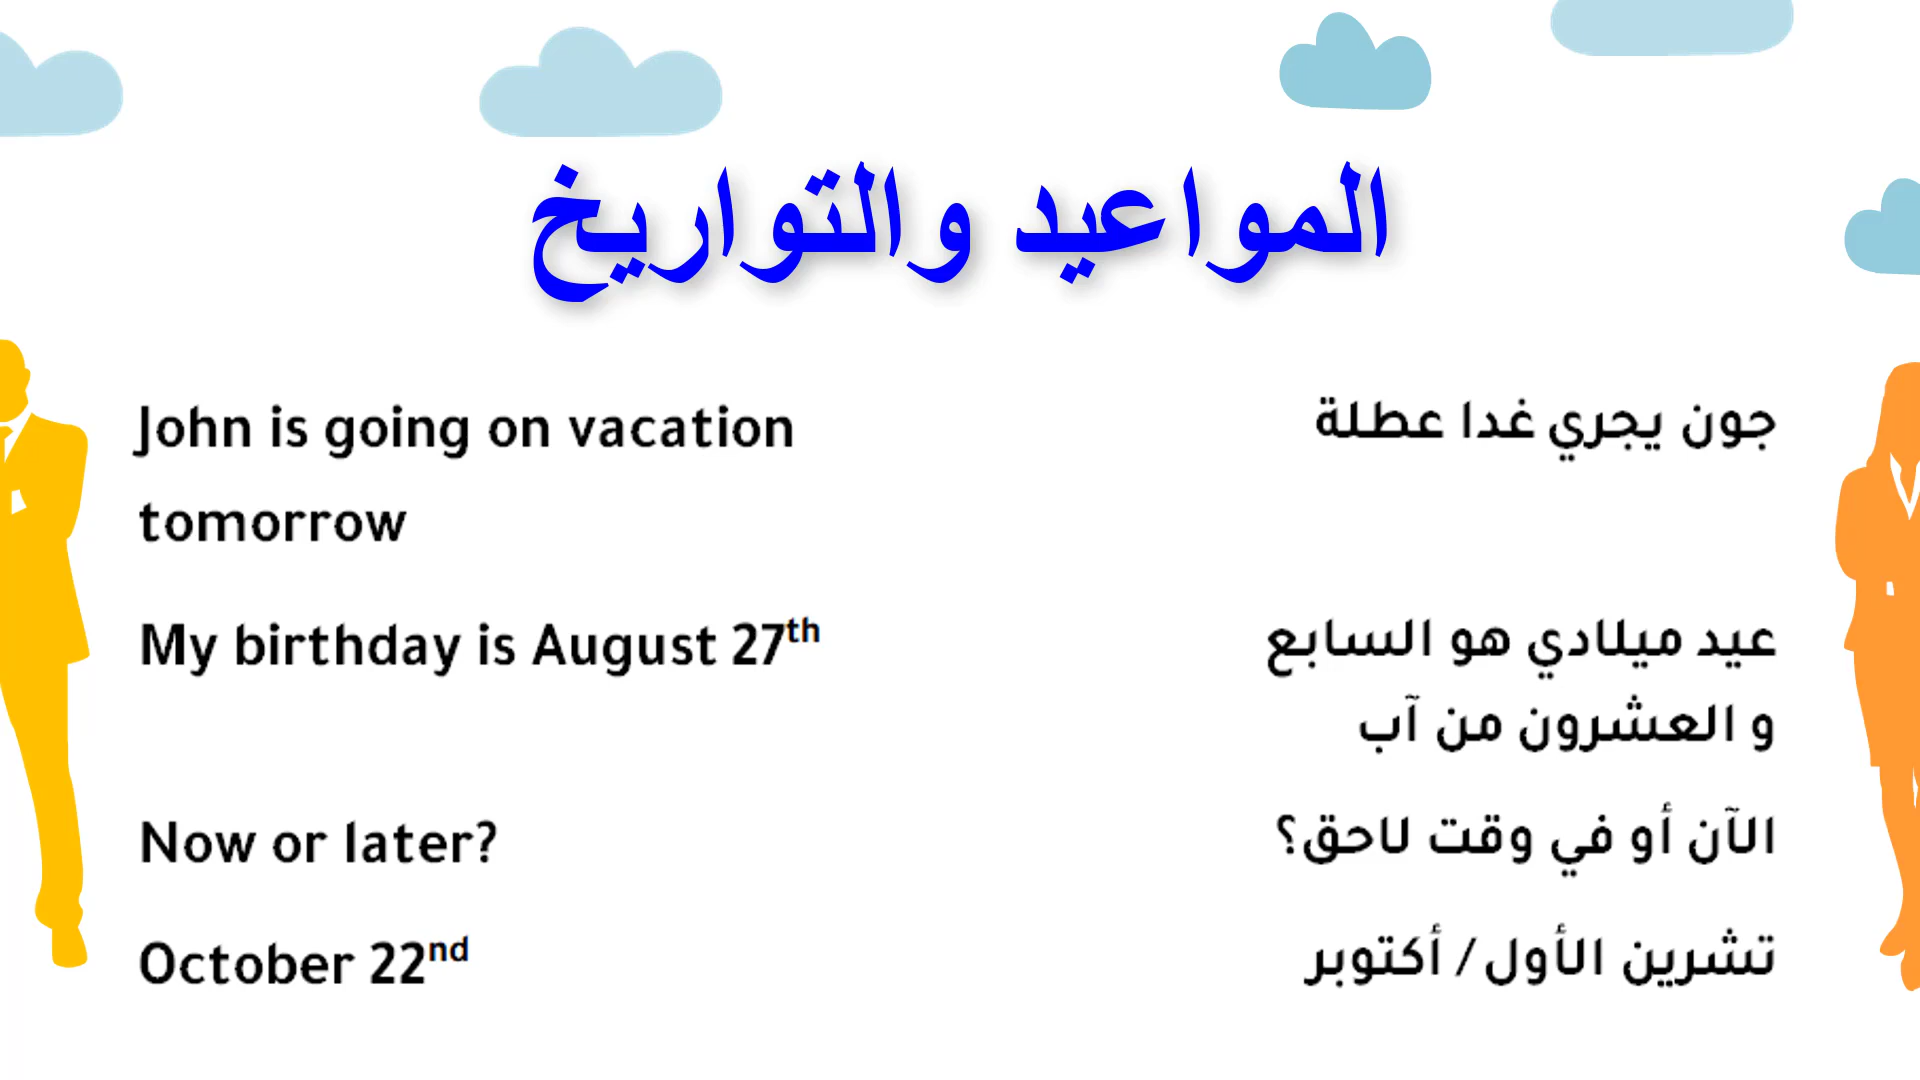 المواعيد والتواريخ
John is going on vacation
tomorrow
جون يجري غدا عطلة
My birthday is August 27th
عيد ميلادي هو السابع
و العشرون من آب
Now or later?
الآن أو في وقت لاحق؟
October 22nd
تشرين الأول / أكتوبر